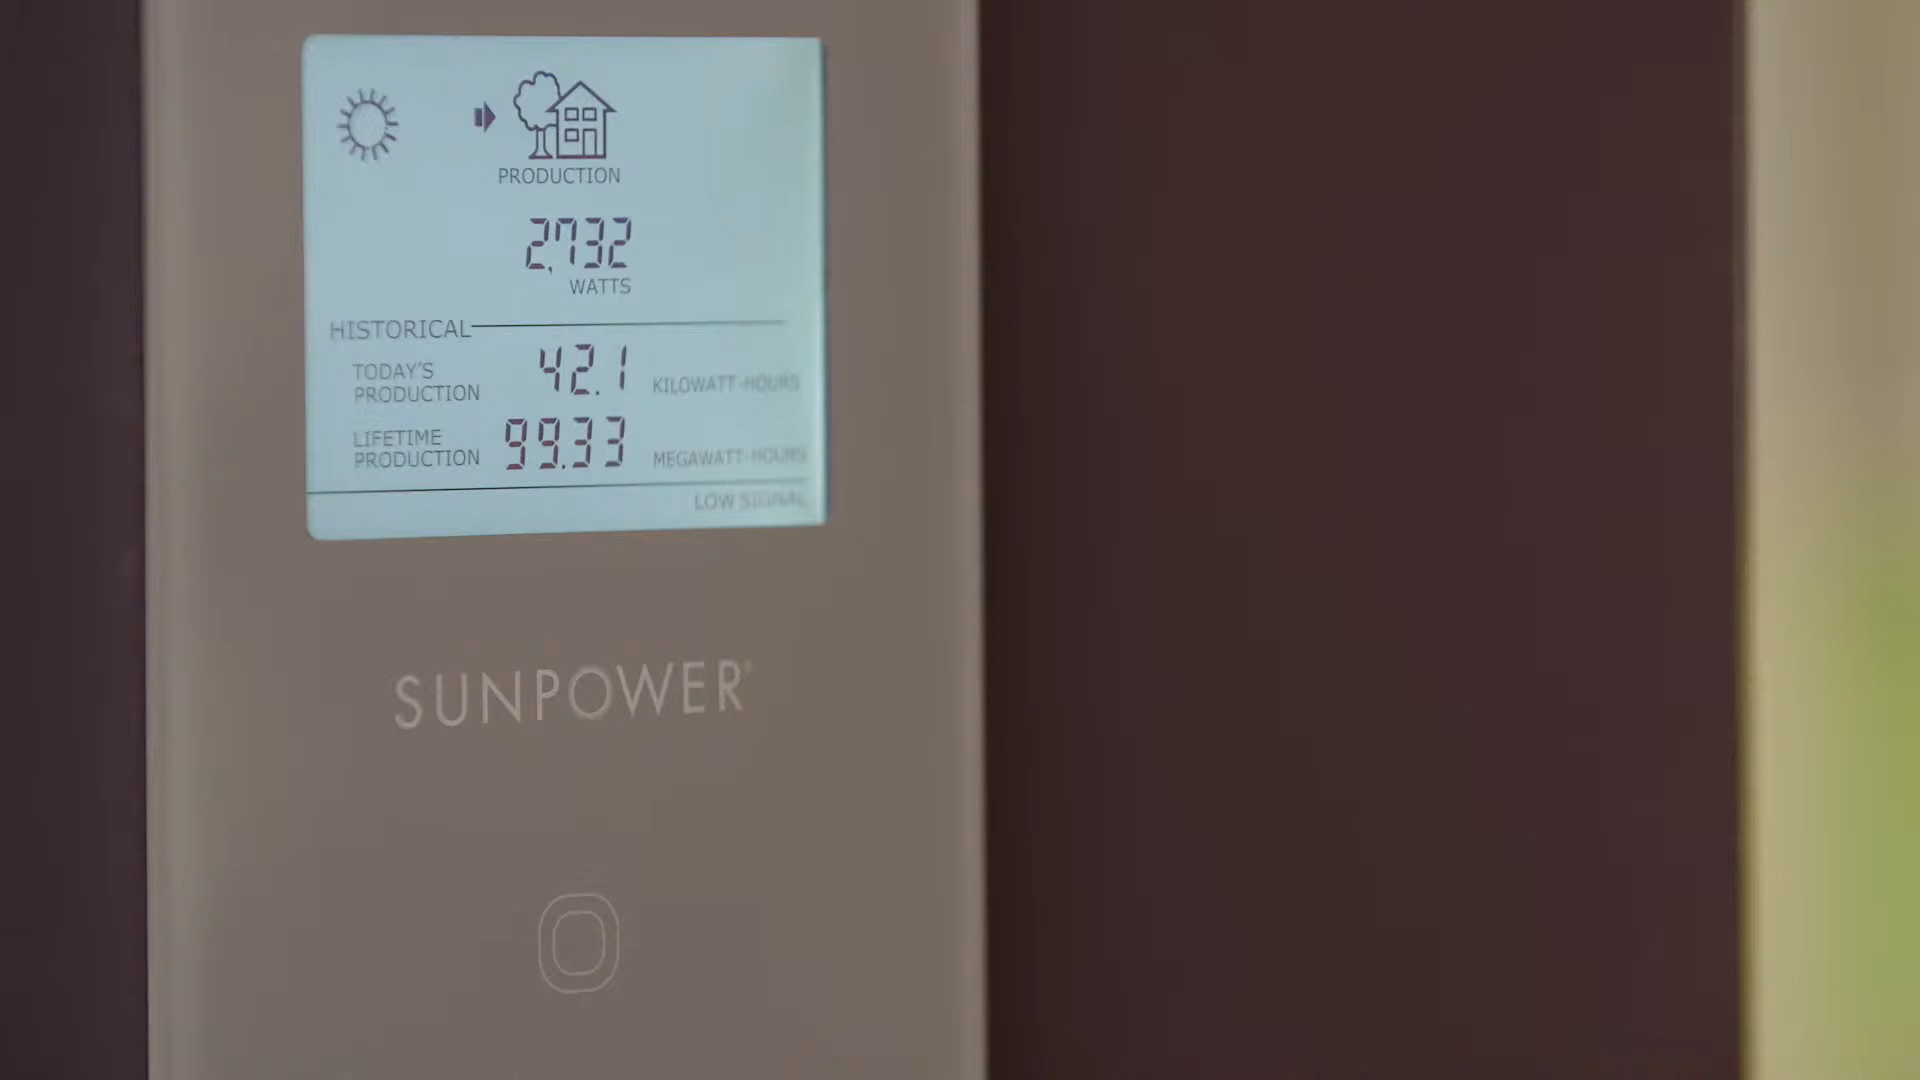 PRODUCTION
2,732
WATTS
HISTORICAL
TODAY'S PRODUCTION 42.1 KILOWATT-HOURS
LIFETIME PRODUCTION 99.33 MEGAWATT-HOURS
LOW SIGNAL
SUNPOWER